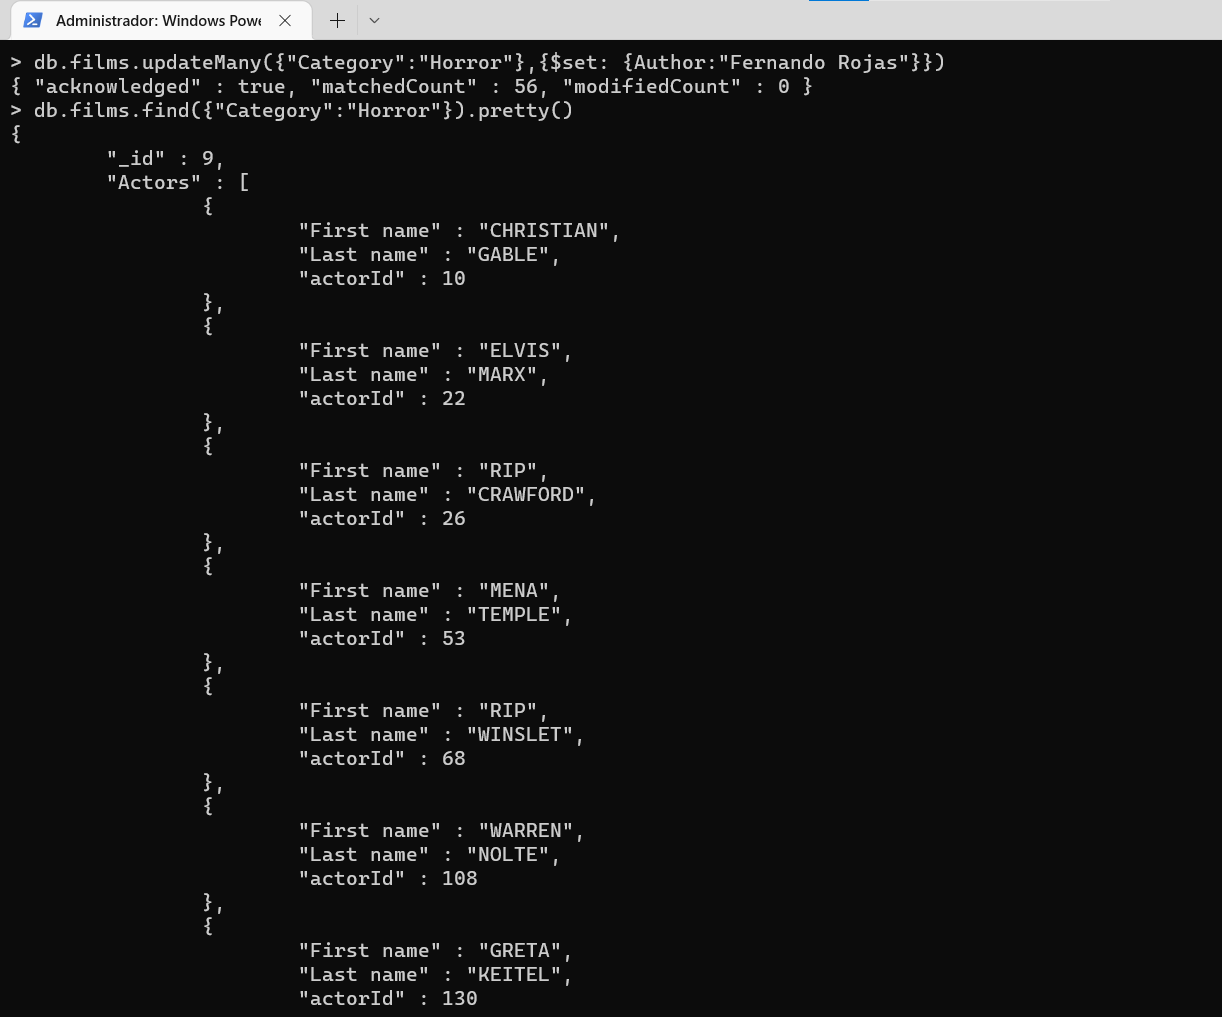 Administrador: Windows Powe
> db.films.updateMany({"Category":"Horror"},{$set: {Author:"Fernando Rojas"}})
{ "acknowledged" : true, "matchedCount" : 56, "modifiedCount" : 0 }
> db.films.find({"Category":"Horror"}).pretty()
{
        "_id" : 9,
        "Actors" : [
                {
                        "First name" : "CHRISTIAN",
                        "Last name" : "GABLE",
                        "actorId" : 10
                },
                {
                        "First name" : "ELVIS",
                        "Last name" : "MARX",
                        "actorId" : 22
                },
                {
                        "First name" : "RIP",
                        "Last name" : "CRAWFORD",
                        "actorId" : 26
                },
                {
                        "First name" : "MENA",
                        "Last name" : "TEMPLE",
                        "actorId" : 53
                },
                {
                        "First name" : "RIP",
                        "Last name" : "WINSLET",
                        "actorId" : 68
                },
                {
                        "First name" : "WARREN",
                        "Last name" : "NOLTE",
                        "actorId" : 108
                },
                {
                        "First name" : "GRETA",
                        "Last name" : "KEITEL",
                        "actorId" : 130